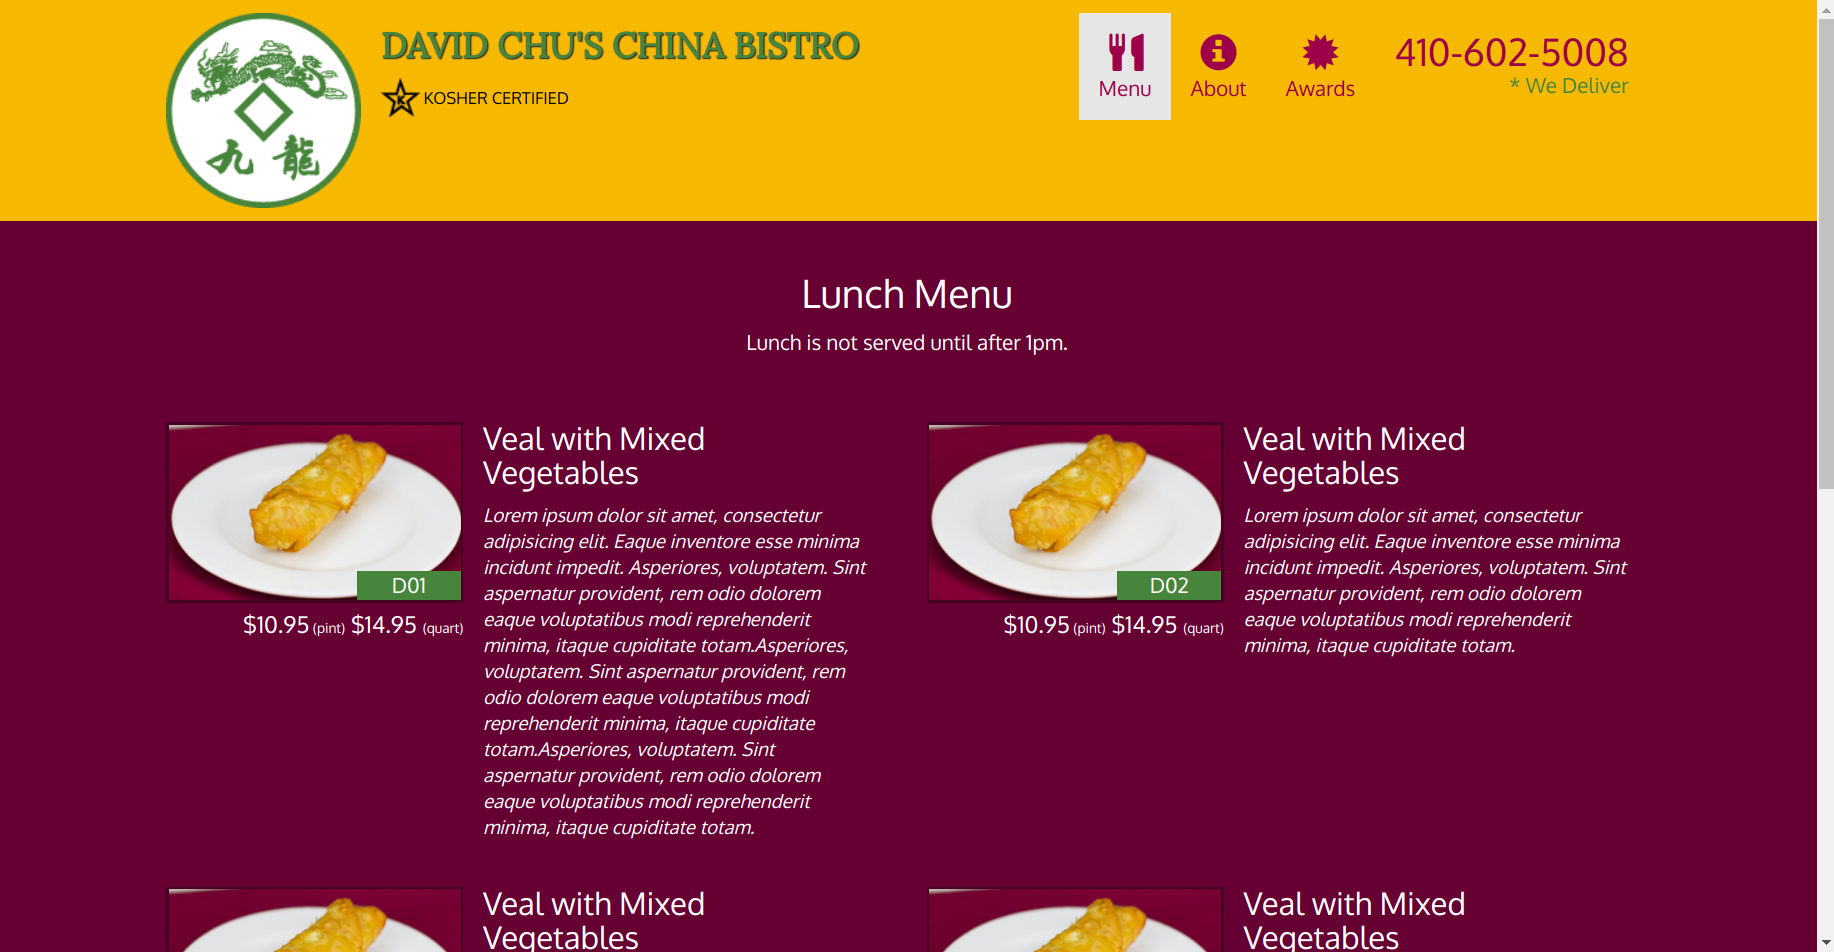 九 龍
DAVID CHU'S CHINA BISTRO
K KOSHER CERTIFIED
Menu
About
Awards
410-602-5008
* We Deliver
Lunch Menu
Lunch is not served until after 1pm.
D01
$10.95 (pint) $14.95 (quart)
Veal with Mixed
Vegetables
Lorem ipsum dolor sit amet, consectetur
adipisicing elit. Eaque inventore esse minima
incidunt impedit. Asperiores, voluptatem. Sint
aspernatur provident, rem odio dolorem
eaque voluptatibus modi reprehenderit
minima, itaque cupiditate totam.Asperiores,
voluptatem. Sint aspernatur provident, rem
odio dolorem eaque voluptatibus modi
reprehenderit minima, itaque cupiditate
totam.Asperiores, voluptatem. Sint
aspernatur provident, rem odio dolorem
eaque voluptatibus modi reprehenderit
minima, itaque cupiditate totam.
D02
$10.95 (pint) $14.95 (quart)
Veal with Mixed
Vegetables
Lorem ipsum dolor sit amet, consectetur
adipisicing elit. Eaque inventore esse minima
incidunt impedit. Asperiores, voluptatem. Sint
aspernatur provident, rem odio dolorem
eaque voluptatibus modi reprehenderit
minima, itaque cupiditate totam.
Veal with Mixed
Vegetables
Veal with Mixed
Vegetables